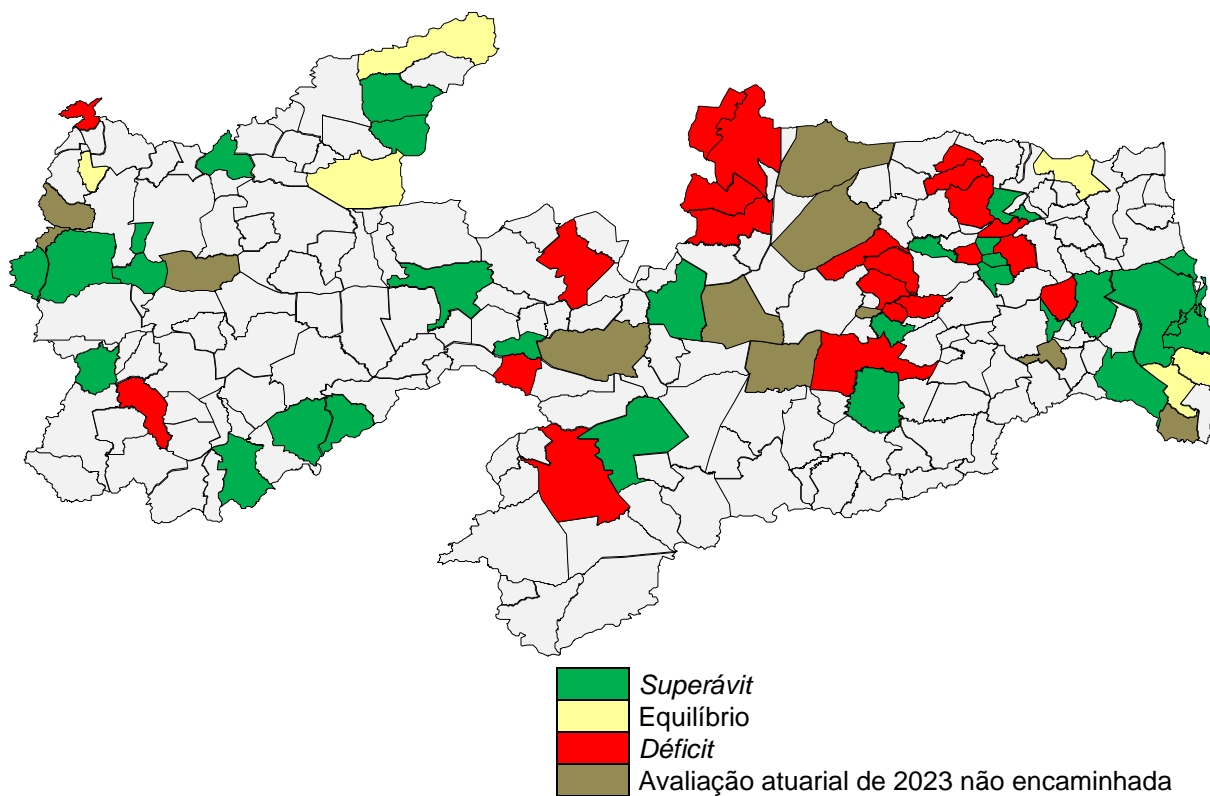 Superávit
Equilíbrio
Déficit
Avaliação atuarial de 2023 não encaminhada